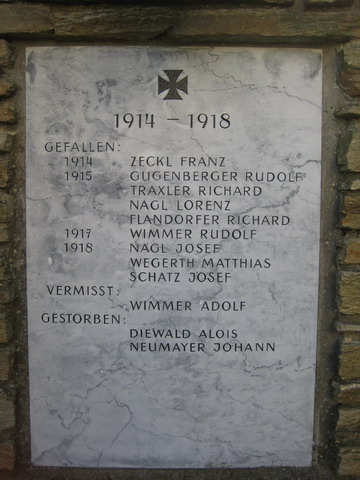 1914 – 1918
GEFALLEN:
1914 ZECKL FRANZ
1915 GUGENBERGER RUDOLF
TRAXLER RICHARD
NAGL LORENZ
FLANDORFER RICHARD
1917 WIMMER RUDOLF
1918 NAGL JOSEF
WEGERTH MATTHIAS
SCHATZ JOSEF
VERMISST:
WIMMER ADOLF
GESTORBEN:
DIEWALD ALOIS
NEUMAYER JOHANN